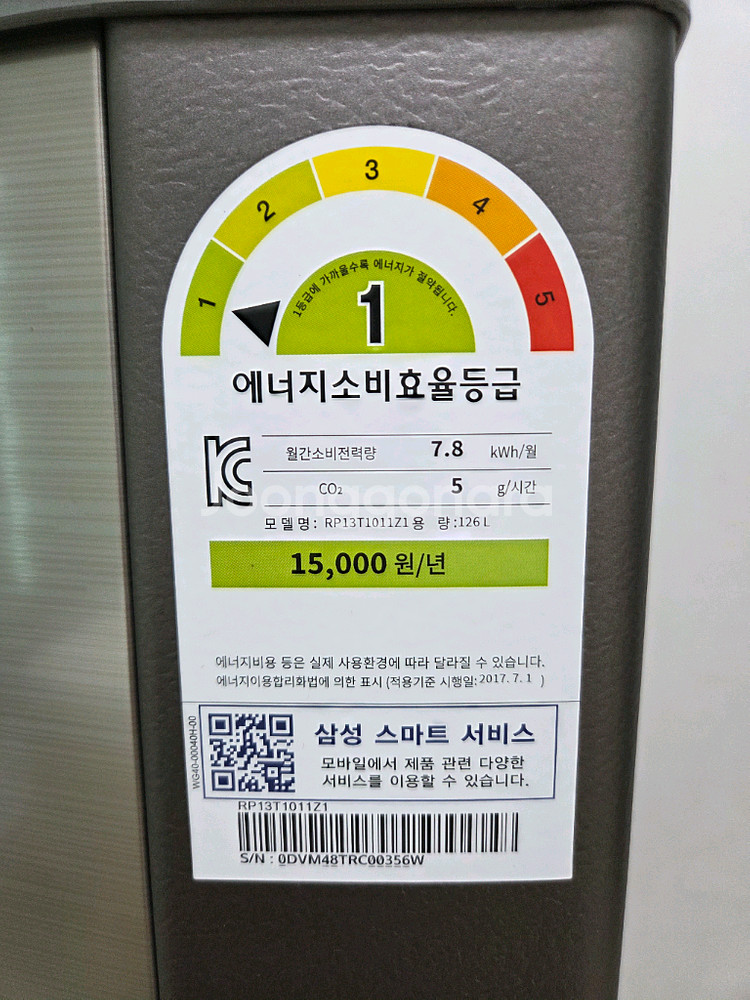 1 2 3 4 5
1등급에 가까울수록 에너지가 절약됩니다.
1
에너지소비효율등급
월간소비전력량 7.8 kWh/월
CO₂ 5 g/시간
joonggonara
모 델 명 : RP13T1011Z1 용 량 :126 L
15,000 원/년
에너지비용 등은 실제 사용환경에 따라 달라질 수 있습니다.
에너지이용합리화법에 의한 표시 (적용기준 시행일:2017. 7. 1 )
WG40-00040H-00
삼성 스마트 서비스
모바일에서 제품 관련 다양한
서비스를 이용할 수 있습니다.
RP13T1011Z1
S/N : 0DVM48TRC00356W